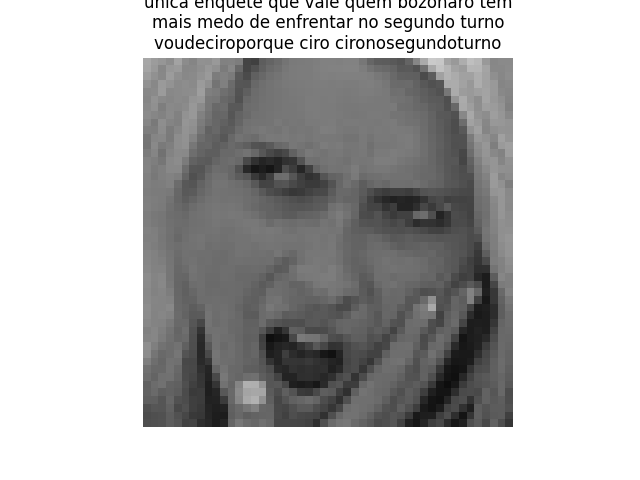 única enquete que vale quem bozonaro tem
mais medo de enfrentar no segundo turno
voudeciroporque ciro cironosegundoturno